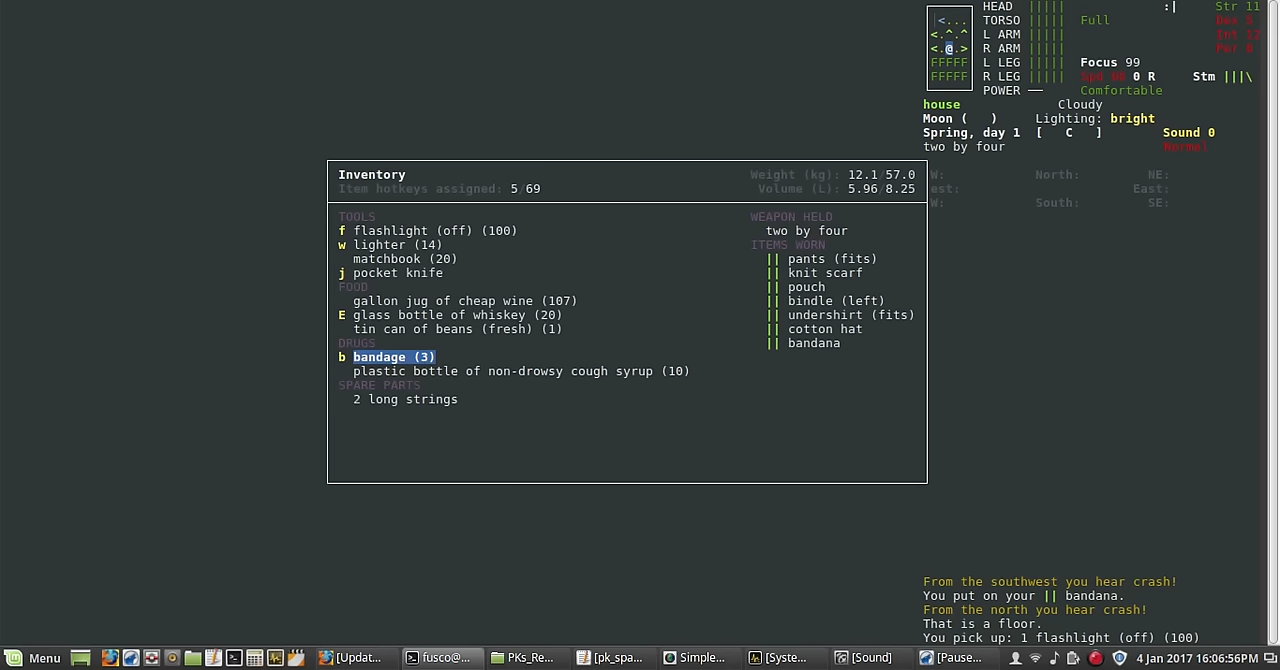 HEAD ||||| :| Str 11
TORSO ||||| Full
L ARM |||||
R ARM |||||
L LEG ||||| Focus 99
R LEG ||||| 0 R Stm |||\
POWER — Comfortable
|<...
<.^.^
<.@.>
FFFFF
FFFFF
house Cloudy
Moon ( ) Lighting: bright
Spring, day 1 [ C ] Sound 0
two by four Normal
W: North: NE:
est: East:
W: South: SE:
Inventory Weight (kg): 12.1/57.0
Item hotkeys assigned: 5/69 Volume (L): 5.96/8.25
TOOLS
f flashlight (off) (100)
w lighter (14)
matchbook (20)
j pocket knife
FOOD
gallon jug of cheap wine (107)
E glass bottle of whiskey (20)
tin can of beans (fresh) (1)
DRUGS
b bandage (3)
plastic bottle of non-drowsy cough syrup (10)
SPARE PARTS
2 long strings
WEAPON HELD
two by four
ITEMS WORN
|| pants (fits)
|| knit scarf
|| pouch
|| bindle (left)
|| undershirt (fits)
|| cotton hat
|| bandana
From the southwest you hear crash!
You put on your || bandana.
From the north you hear crash!
That is a floor.
You pick up: 1 flashlight (off) (100)
Menu [Updat... fusco@... PKs_Re... [pk_spa... Simple... [Syste... [Sound] [Pause... 4 Jan 2017 16:06:56PM